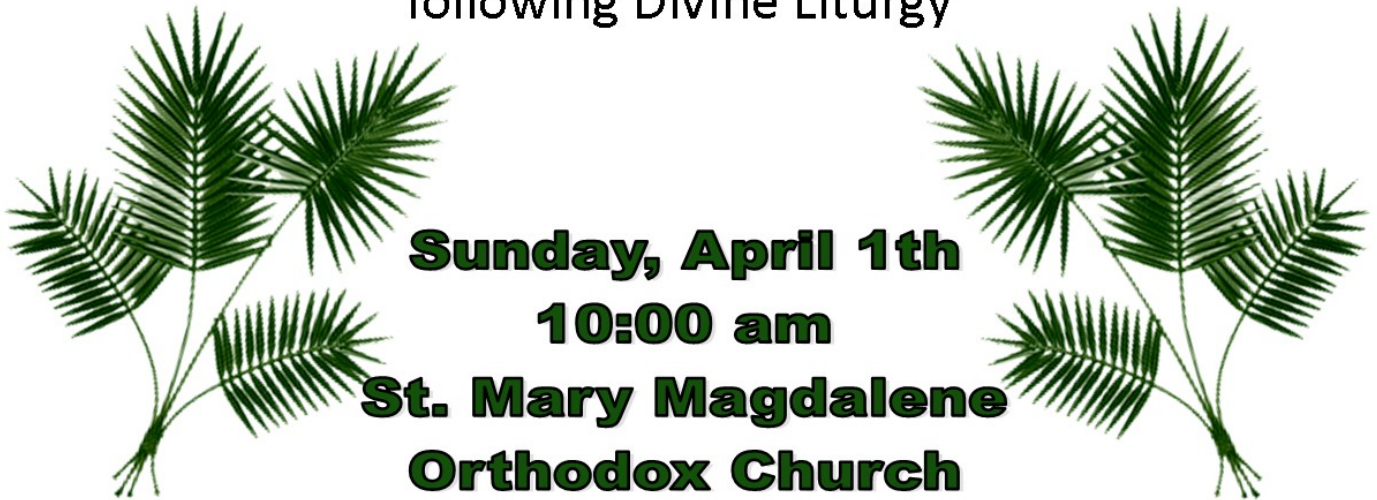 following Divine Liturgy
Sunday, April 1th
10:00 am
St. Mary Magdalene
Orthodox Church